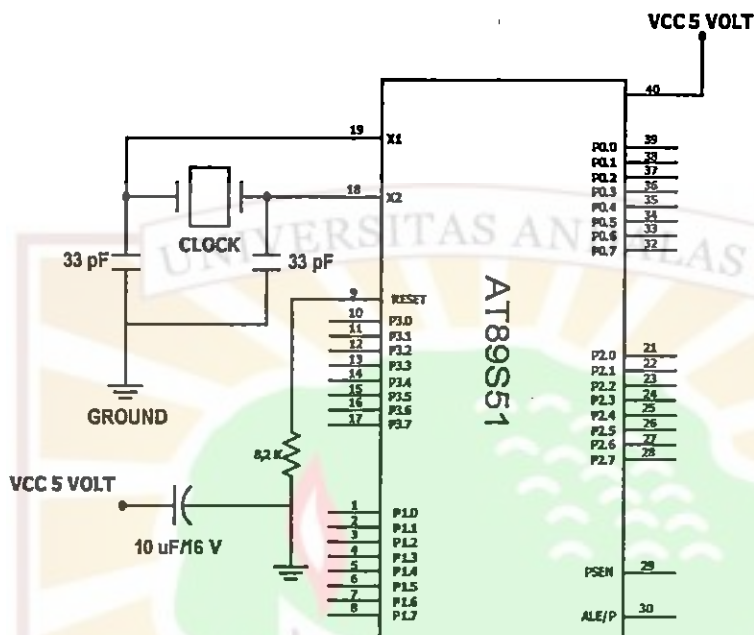 VCC 5 VOLT
40
19
X1
P0.0 39
P0.1 38
P0.2 37
P0.3 36
P0.4 35
P0.5 34
P0.6 33
P0.7 32
18
X2
CLOCK
33 pF
33 pF
UNIVERSITAS ANDALAS
9 RESET
10 P3.0
11 P3.1
12 P3.2
13 P3.3
14 P3.4
15 P3.5
16 P3.6
17 P3.7
AT89S51
P2.0 21
P2.1 22
P2.2 23
P2.3 24
P2.4 25
P2.5 26
P2.6 27
P2.7 28
GROUND
8,2 K
VCC 5 VOLT
10 uF/16 V
1 P1.0
2 P1.1
3 P1.2
4 P1.3
5 P1.4
6 P1.5
7 P1.6
8 P1.7
PSEN 29
ALE/P 30